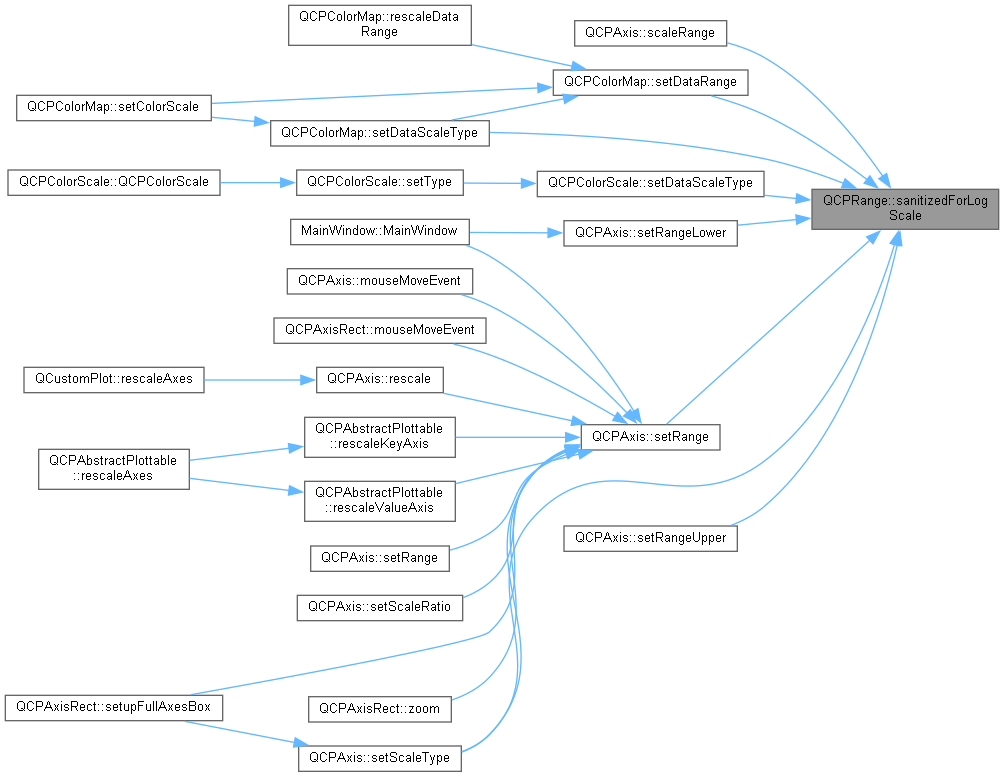 QCPColorMap::rescaleData
Range
QCPAxis::scaleRange
QCPColorMap::setDataRange
QCPColorMap::setColorScale
QCPColorMap::setDataScaleType
QCPColorScale::QCPColorScale
QCPColorScale::setType
QCPColorScale::setDataScaleType
QCPRange::sanitizedForLog
Scale
MainWindow::MainWindow
QCPAxis::setRangeLower
QCPAxis::mouseMoveEvent
QCPAxisRect::mouseMoveEvent
QCustomPlot::rescaleAxes
QCPAxis::rescale
QCPAbstractPlottable
::rescaleKeyAxis
QCPAxis::setRange
QCPAbstractPlottable
::rescaleAxes
QCPAbstractPlottable
::rescaleValueAxis
QCPAxis::setRangeUpper
QCPAxis::setRange
QCPAxis::setScaleRatio
QCPAxisRect::setupFullAxesBox
QCPAxisRect::zoom
QCPAxis::setScaleType